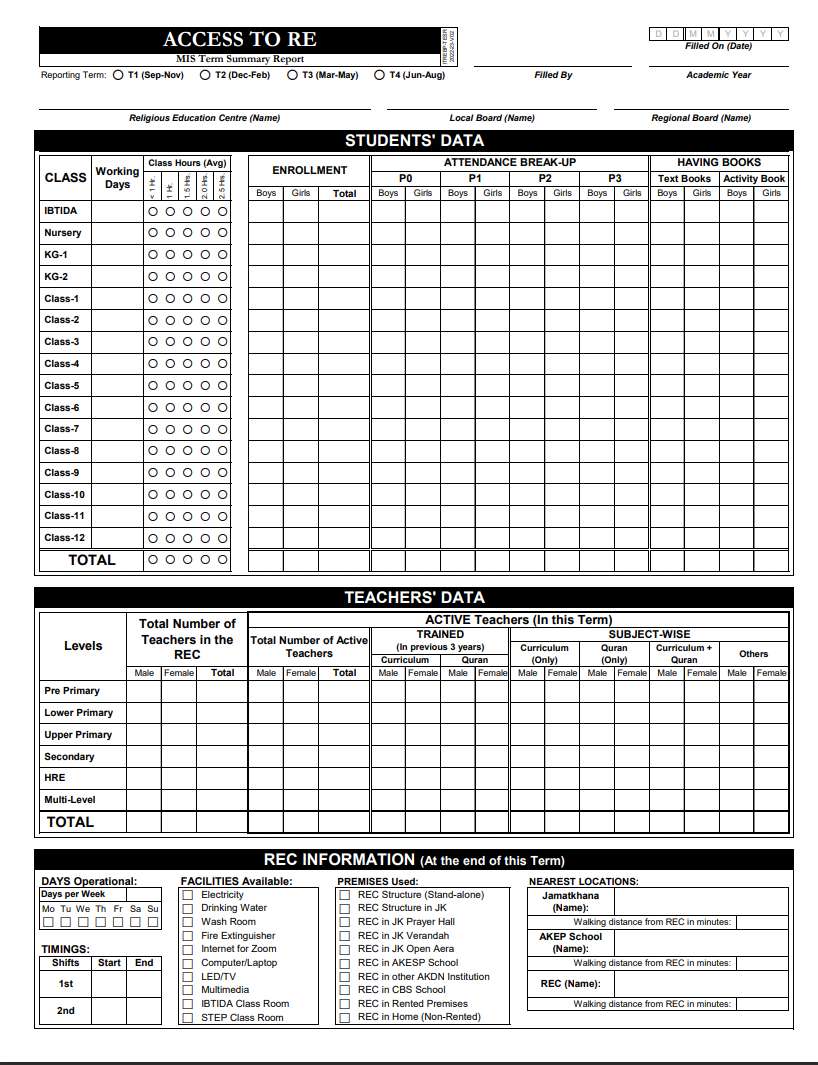 ACCESS TO RE
MIS Term Summary Report
ITREBP-TESR
2022-23-V02
D D M M Y Y Y Y
Filled On (Date)
Reporting Term: T1 (Sep-Nov) T2 (Dec-Feb) T3 (Mar-May) T4 (Jun-Aug)
Filled By
Academic Year
Religious Education Centre (Name)
Local Board (Name)
Regional Board (Name)
STUDENTS' DATA
CLASS
Working Days
Class Hours (Avg)
< 1 Hr. 1 Hr. 1.5 Hrs. 2.0 Hrs. 2.5 Hrs.
ENROLLMENT
Boys Girls Total
ATTENDANCE BREAK-UP
P0 P1 P2 P3
Boys Girls Boys Girls Boys Girls Boys Girls
HAVING BOOKS
Text Books Activity Book
Boys Girls Boys Girls
IBTIDA
Nursery
KG-1
KG-2
Class-1
Class-2
Class-3
Class-4
Class-5
Class-6
Class-7
Class-8
Class-9
Class-10
Class-11
Class-12
TOTAL
TEACHERS' DATA
Levels
Total Number of
Teachers in the
REC
Male Female Total
ACTIVE Teachers (In this Term)
Total Number of Active
Teachers
Male Female Total
TRAINED
(In previous 3 years)
Curriculum Quran
Male Female Male Female
SUBJECT-WISE
Curriculum
(Only)
Quran
(Only)
Curriculum +
Quran
Others
Male Female Male Female Male Female Male Female
Pre Primary
Lower Primary
Upper Primary
Secondary
HRE
Multi-Level
TOTAL
REC INFORMATION (At the end of this Term)
DAYS Operational:
Days per Week
Mo Tu We Th Fr Sa Su
TIMINGS:
Shifts Start End
1st
2nd
FACILITIES Available:
Electricity
Drinking Water
Wash Room
Fire Extinguisher
Internet for Zoom
Computer/Laptop
LED/TV
Multimedia
IBTIDA Class Room
STEP Class Room
PREMISES Used:
REC Structure (Stand-alone)
REC Structure in JK
REC in JK Prayer Hall
REC in JK Verandah
REC in JK Open Aera
REC in AKESP School
REC in other AKDN Institution
REC in CBS School
REC in Rented Premises
REC in Home (Non-Rented)
NEAREST LOCATIONS:
Jamatkhana
(Name):
Walking distance from REC in minutes:
AKEP School
(Name):
Walking distance from REC in minutes:
REC (Name):
Walking distance from REC in minutes: